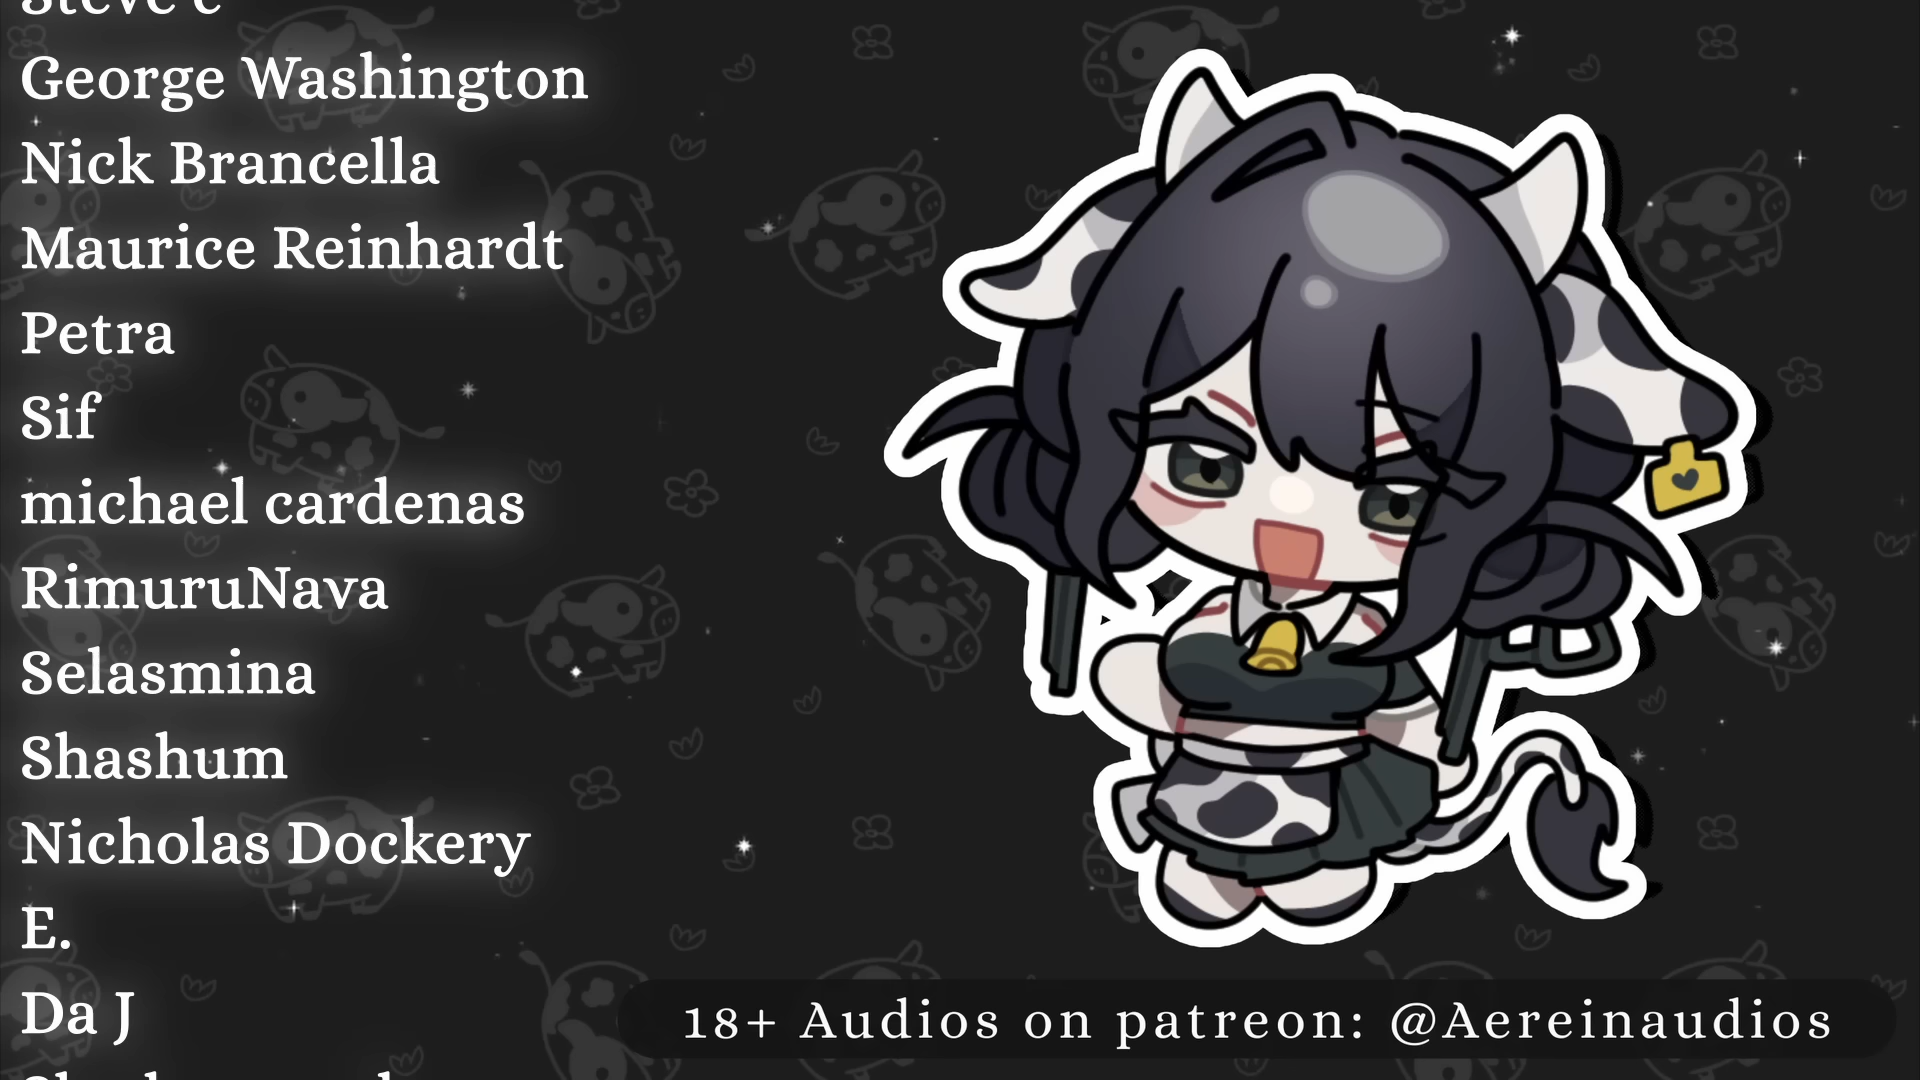 Steve c
George Washington
Nick Brancella
Maurice Reinhardt
Petra
Sif
michael cardenas
RimuruNava
Selasmina
Shashum
Nicholas Dockery
E.
Da J
18+ Audios on patreon: @Aereinaudios